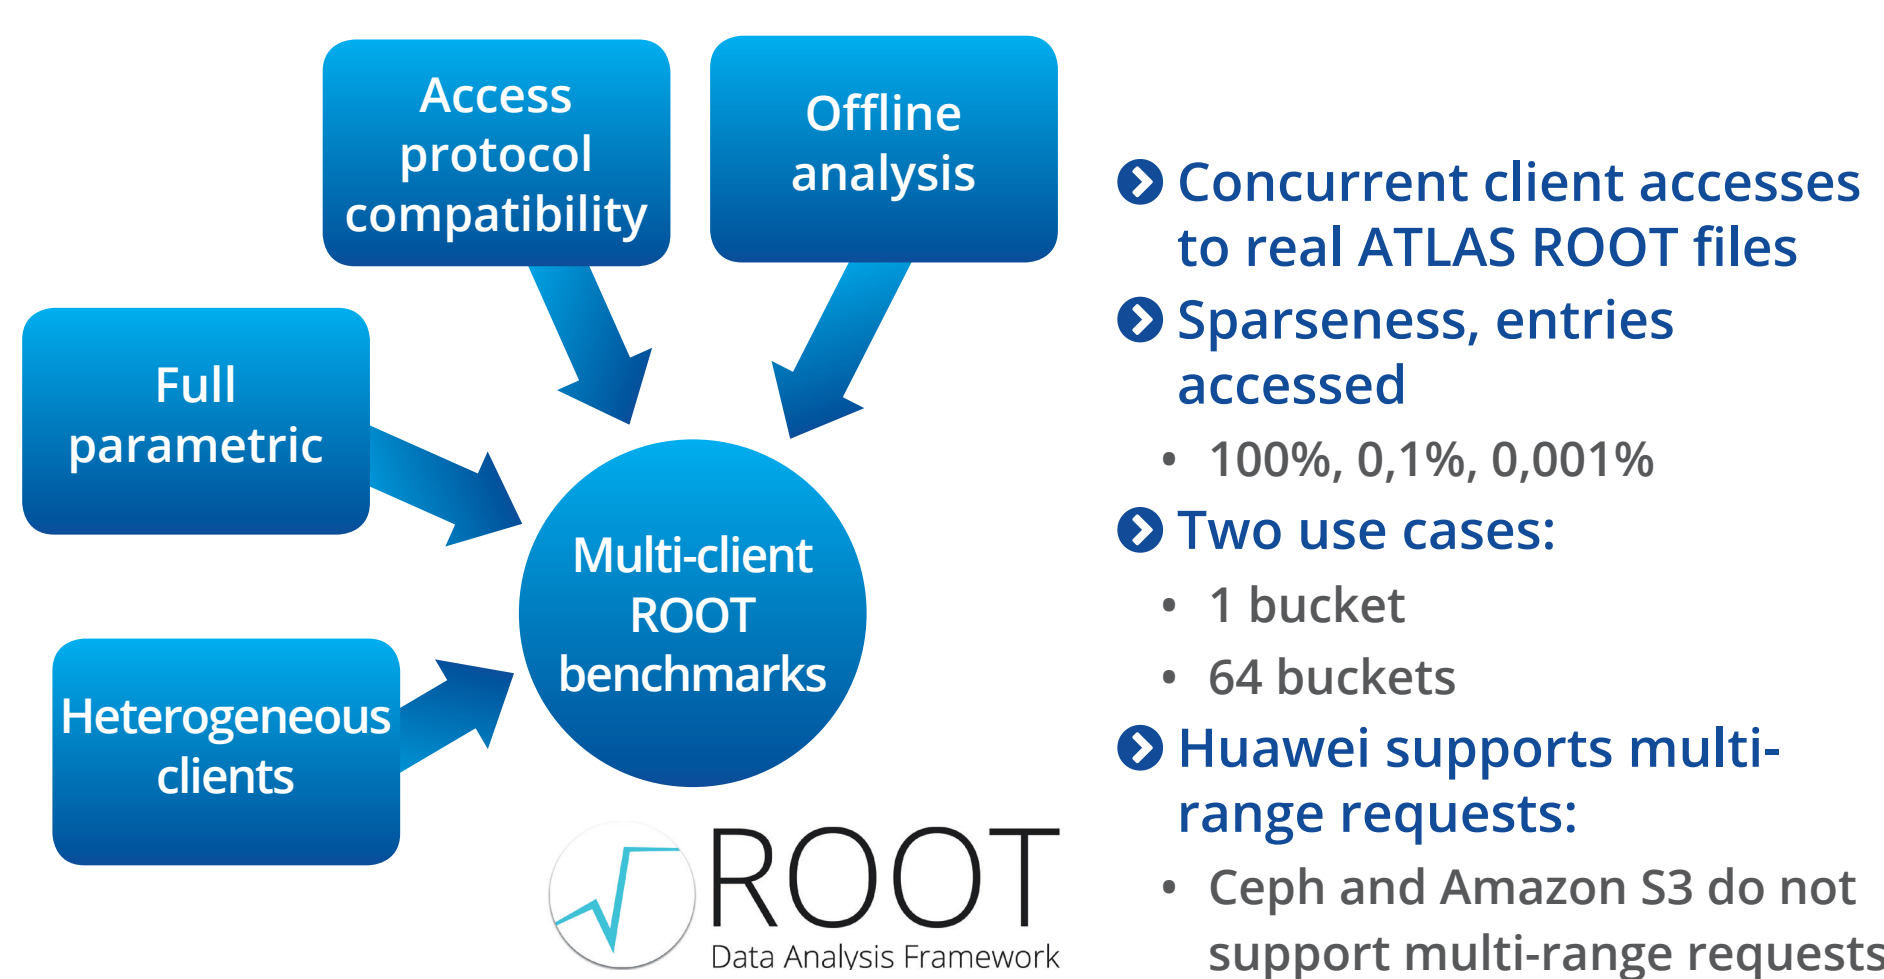 Access
protocol
compatibility
Offline
analysis
Full
parametric
Heterogeneous
clients
Multi-client
ROOT
benchmarks
ROOT
Data Analysis Framework
Concurrent client accesses
to real ATLAS ROOT files
Sparseness, entries
accessed
• 100%, 0,1%, 0,001%
Two use cases:
• 1 bucket
• 64 buckets
Huawei supports multi-
range requests:
• Ceph and Amazon S3 do not
support multi-range requests